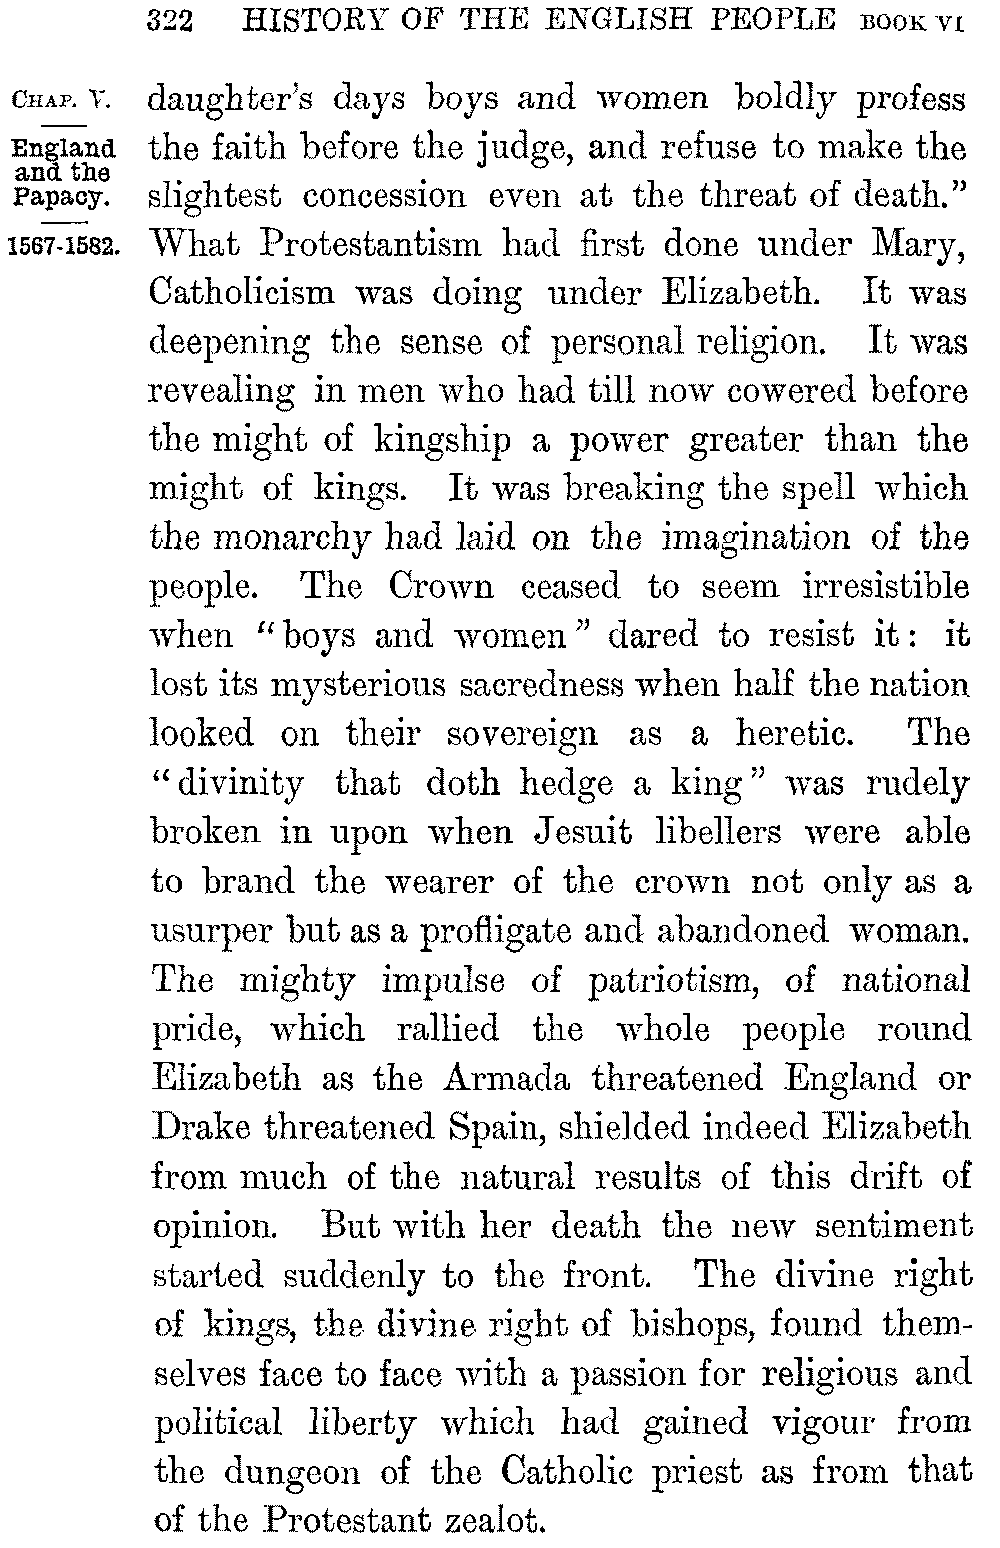 322 HISTORY OF THE ENGLISH PEOPLE BOOK VI
CHAP. V.
England
and the
Papacy.
1567-1582.
daughter's days boys and women boldly profess
the faith before the judge, and refuse to make the
slightest concession even at the threat of death."
What Protestantism had first done under Mary,
Catholicism was doing under Elizabeth. It was
deepening the sense of personal religion. It was
revealing in men who had till now cowered before
the might of kingship a power greater than the
might of kings. It was breaking the spell which
the monarchy had laid on the imagination of the
people. The Crown ceased to seem irresistible
when "boys and women" dared to resist it: it
lost its mysterious sacredness when half the nation
looked on their sovereign as a heretic. The
"divinity that doth hedge a king" was rudely
broken in upon when Jesuit libellers were able
to brand the wearer of the crown not only as a
usurper but as a profligate and abandoned woman.
The mighty impulse of patriotism, of national
pride, which rallied the whole people round
Elizabeth as the Armada threatened England or
Drake threatened Spain, shielded indeed Elizabeth
from much of the natural results of this drift of
opinion. But with her death the new sentiment
started suddenly to the front. The divine right
of kings, the divine right of bishops, found them-
selves face to face with a passion for religious and
political liberty which had gained vigour from
the dungeon of the Catholic priest as from that
of the Protestant zealot.